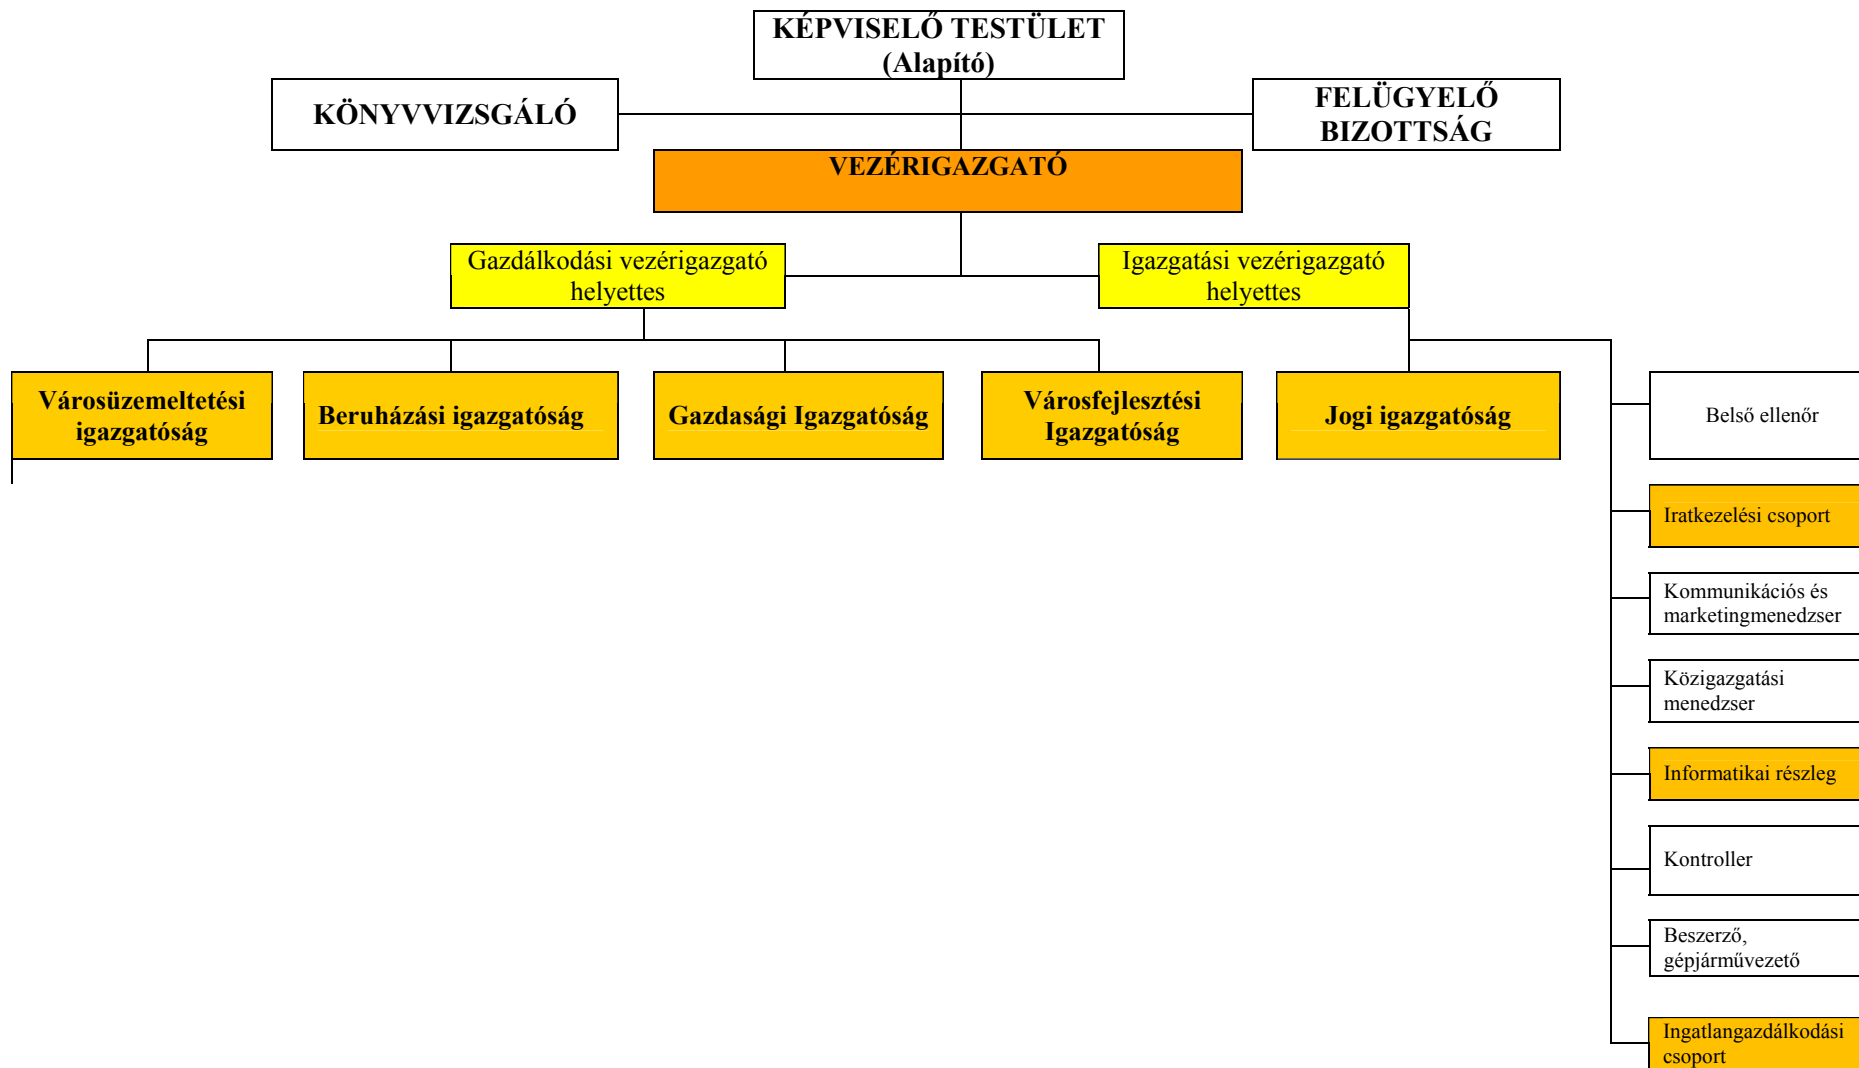 KÉPVISELŐ TESTÜLET
(Alapító)
KÖNYVVIZSGÁLÓ
FELÜGYELŐ
BIZOTTSÁG
VEZÉRIGAZGATÓ
Gazdálkodási vezérigazgató
helyettes
Igazgatási vezérigazgató
helyettes
Városüzemeltetési
igazgatóság
Beruházási igazgatóság
Gazdasági Igazgatóság
Városfejlesztési
Igazgatóság
Jogi igazgatóság
Belső ellenőr
Iratkezelési csoport
Kommunikációs és
marketingmenedzser
Közigazgatási
menedzser
Informatikai részleg
Kontroller
Beszerző,
gépjárművezető
Ingatlangazdálkodási
csoport